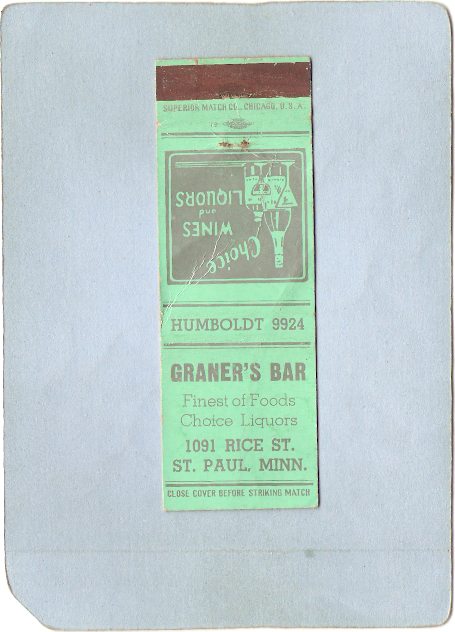 SUPERIOR MATCH CO., CHICAGO, U.S.A.
Choice
WINES
and
LIQUORS
HUMBOLDT 9924
GRANER'S BAR
Finest of Foods
Choice Liquors
1091 RICE ST.
ST. PAUL, MINN.
CLOSE COVER BEFORE STRIKING MATCH